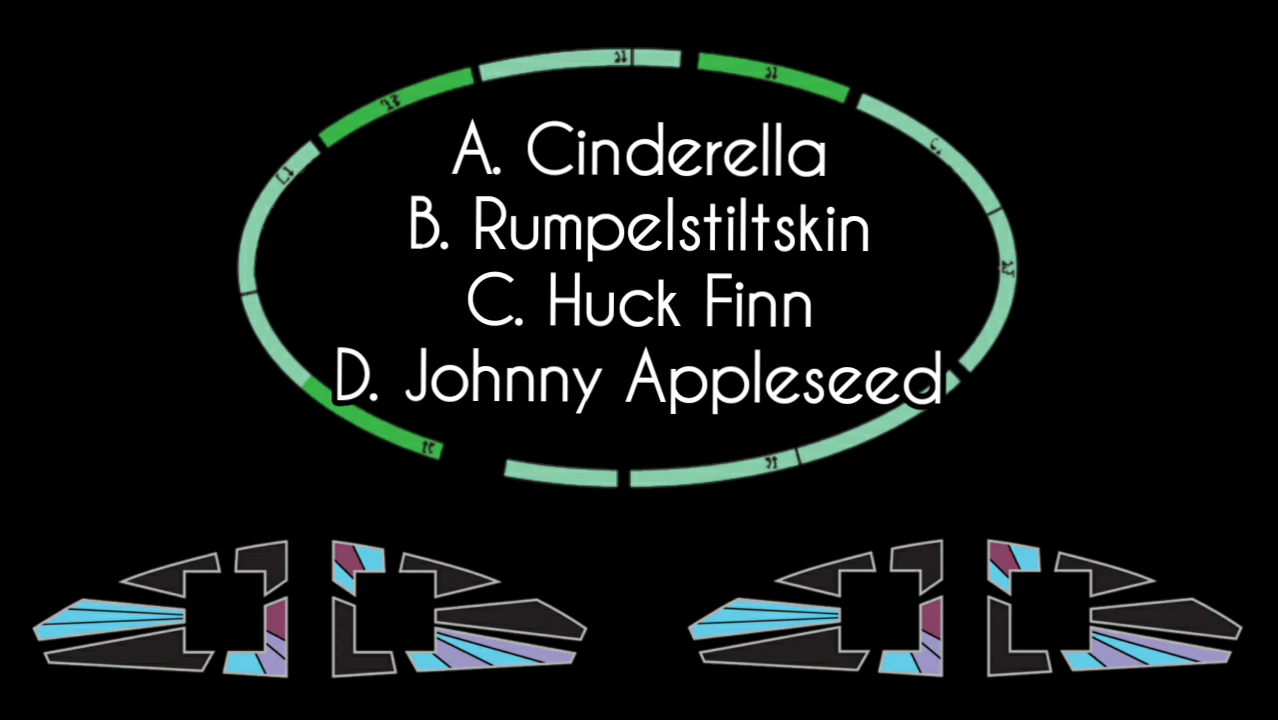 A. Cinderella
B. Rumpelstiltskin
C. Huck Finn
D. Johnny Appleseed